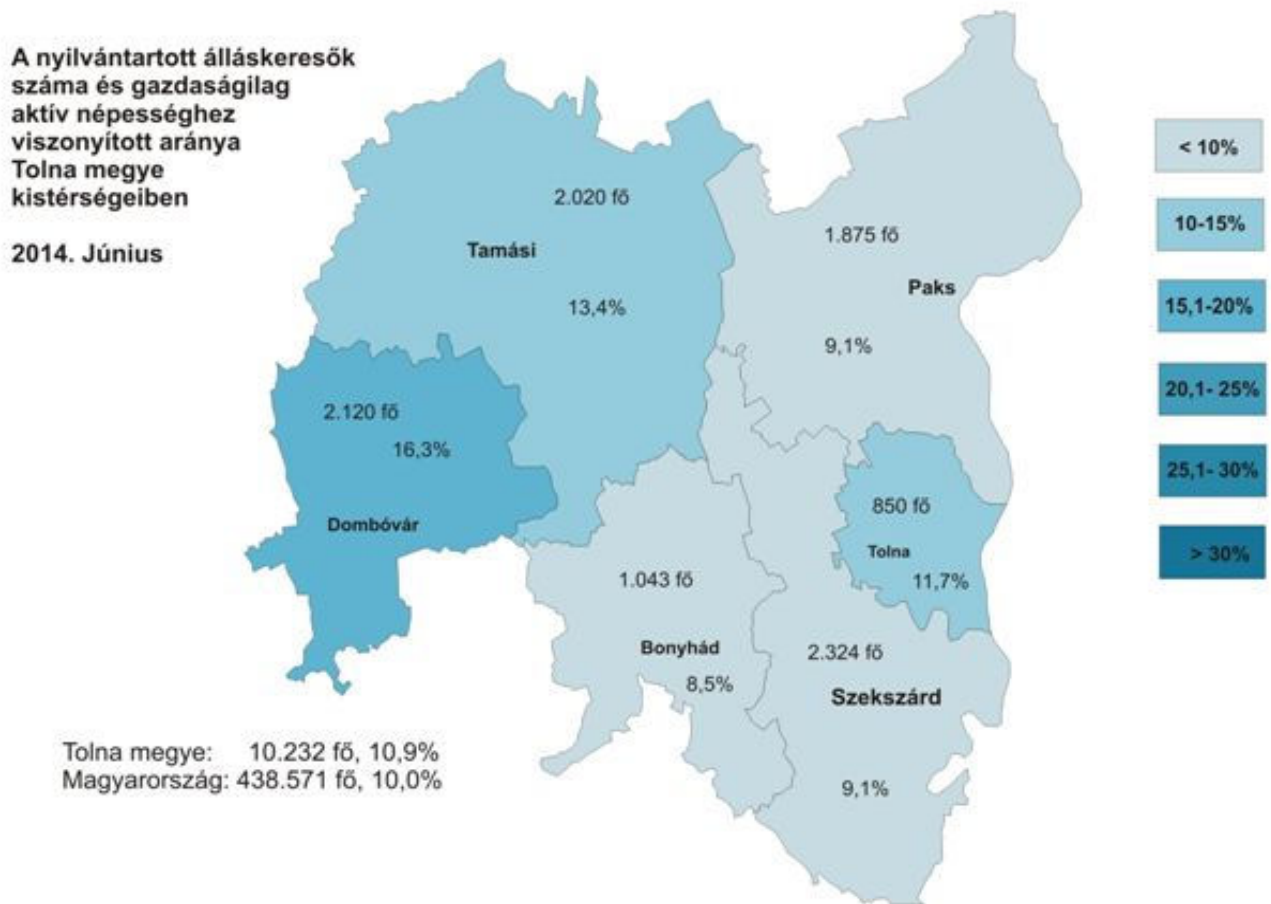 A nyilvántartott álláskeresők
száma és gazdaságilag
aktív népességhez
viszonyított aránya
Tolna megye
kistérségeiben
2014. Június
2.020 fő
Tamási
13,4%
1.875 fő
Paks
9,1%
2.120 fő
16,3%
Dombóvár
850 fő
Tolna
11,7%
1.043 fő
Bonyhád
8,5%
2.324 fő
Szekszárd
9,1%
Tolna megye: 10.232 fő, 10,9%
Magyarország: 438.571 fő, 10,0%
< 10%
10-15%
15,1-20%
20,1- 25%
25,1- 30%
> 30%